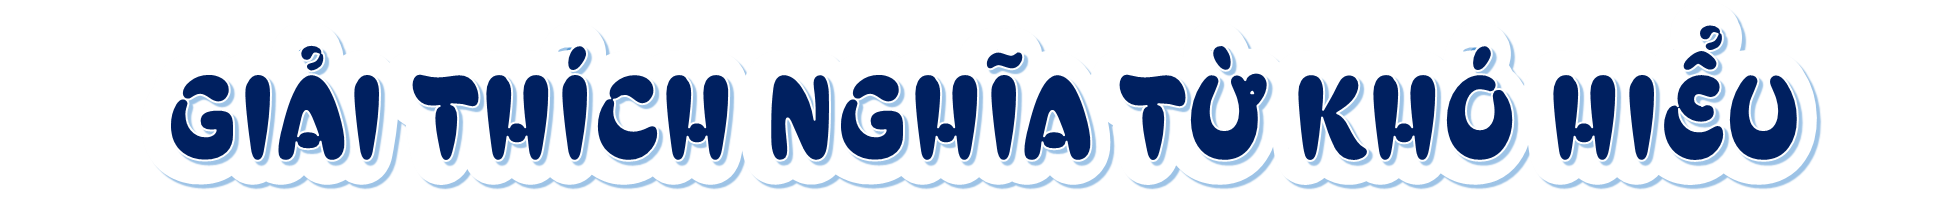 GIẢI THÍCH NGHĨA TỪ KHÓ HIỂU